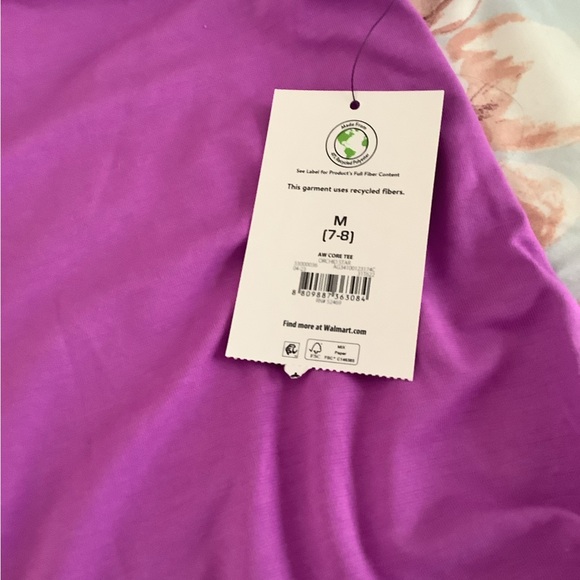 Made From
Recycled Polyester
See Label for Product's Full Fiber Content
This garment uses recycled fibers.
M
(7-8)
AW CORE TEE
ORCHID STAR
8 809887 363084
Find more at Walmart.com
MIX
Paper
FSC